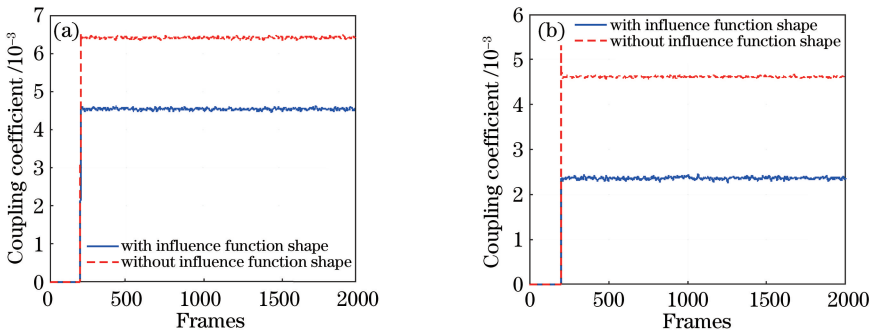 (a)
Coupling coefficient /10⁻³
7
6
5
4
3
2
1
0
with influence function shape
without influence function shape
0 500 1000 1500 2000
Frames
(b)
Coupling coefficient /10⁻³
6
5
4
3
2
1
0
with influence function shape
without influence function shape
0 500 1000 1500 2000
Frames